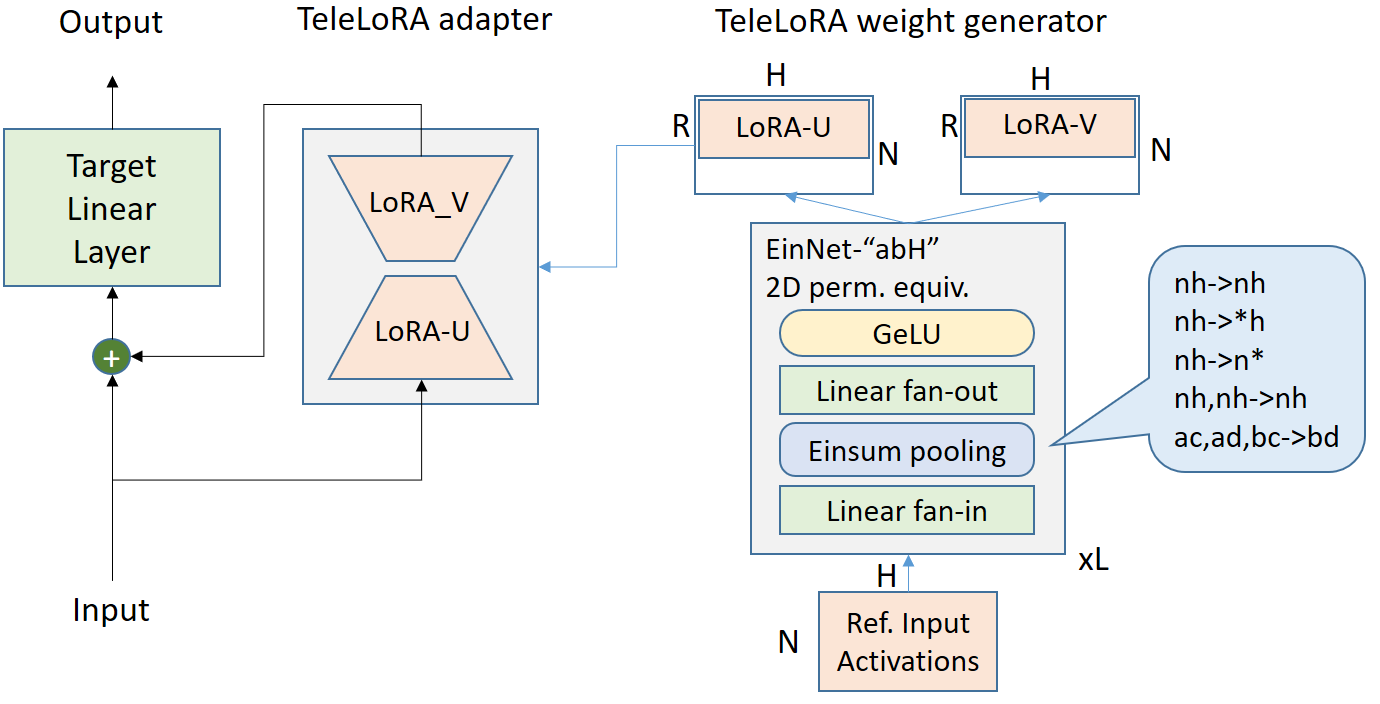 Output
TeleLoRA adapter
TeleLoRA weight generator
Target
Linear
Layer
+
Input
LoRA_V
LoRA-U
H
R
LoRA-U
N
H
R
LoRA-V
N
EinNet-“abH”
2D perm. equiv.
GeLU
Linear fan-out
Einsum pooling
Linear fan-in
xL
nh->nh
nh->*h
nh->n*
nh,nh->nh
ac,ad,bc->bd
H
N
Ref. Input
Activations